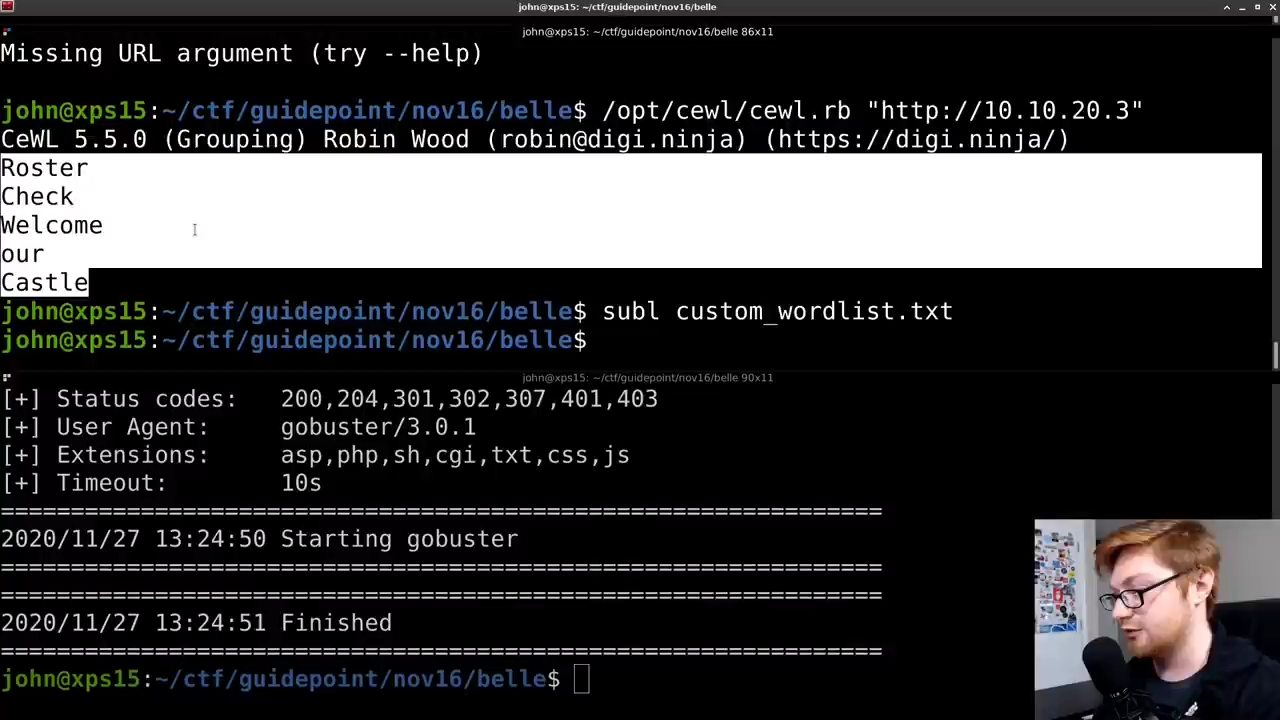 john@xps15: ~/ctf/guidepoint/nov16/belle
john@xps15: ~/ctf/guidepoint/nov16/belle 86x11
Missing URL argument (try --help)
john@xps15:~/ctf/guidepoint/nov16/belle$ /opt/cewl/cewl.rb "http://10.10.20.3"
CeWL 5.5.0 (Grouping) Robin Wood (robin@digi.ninja) (https://digi.ninja/)
Roster
Check
Welcome
our
Castle
john@xps15:~/ctf/guidepoint/nov16/belle$ subl custom_wordlist.txt
john@xps15:~/ctf/guidepoint/nov16/belle$
john@xps15: ~/ctf/guidepoint/nov16/belle 90x11
[+] Status codes: 200,204,301,302,307,401,403
[+] User Agent: gobuster/3.0.1
[+] Extensions: asp,php,sh,cgi,txt,css,js
[+] Timeout: 10s
===============================================================
2020/11/27 13:24:50 Starting gobuster
===============================================================
===============================================================
2020/11/27 13:24:51 Finished
===============================================================
john@xps15:~/ctf/guidepoint/nov16/belle$